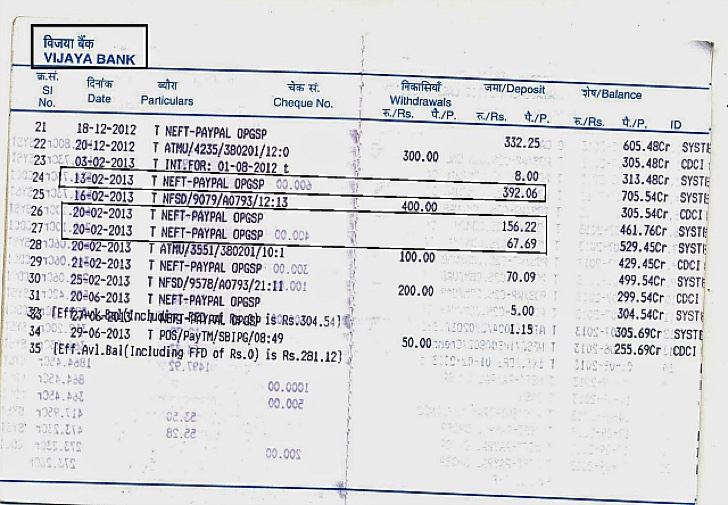 विजया बैंक
VIJAYA BANK
क्र.सं. दिनांक ब्यौरा चेक सं. निकासियाँ जमा/Deposit शेष/Balance
SI No. Date Particulars Cheque No. Withdrawals
रु./Rs. पै./P. रु./Rs. पै./P. रु./Rs. पै./P. ID
21 18-12-2012 T NEFT-PAYPAL OPGSP 332.25 605.48Cr SYSTE
22 20-12-2012 T ATMU/4235/380201/12:0 300.00 305.48Cr CDCI
23 03-02-2013 T INT.FOR: 01-08-2012 t 8.00 313.48Cr SYSTE
24 13-02-2013 T NEFT-PAYPAL OPGSP 392.06 705.54Cr SYSTE
25 16-02-2013 T NFSD/9079/A0793/12:13 400.00 305.54Cr CDCI
26 20-02-2013 T NEFT-PAYPAL OPGSP 156.22 461.76Cr SYSTE
27 20-02-2013 T NEFT-PAYPAL OPGSP 67.69 529.45Cr SYSTE
28 20-02-2013 T ATMU/3551/380201/10:1 100.00 429.45Cr CDCI
29 21-02-2013 T NEFT-PAYPAL OPGSP 70.09 499.54Cr SYSTE
30 25-02-2013 T NFSD/9578/A0793/21:11 200.00 299.54Cr CDCI
31 20-06-2013 T NEFT-PAYPAL OPGSP 5.00 304.54Cr SYSTE
[Eff.Avl.Bal(Including FFD of Rs.0) is Rs.304.54}
33 27-06-2013 T NEFT-PAYPAL OPGSP 1.15 305.69Cr SYSTE
34 29-06-2013 T POS/PayTM/SBIPG/08:49 50.00 255.69Cr CDCI
35 [Eff.Avl.Bal(Including FFD of Rs.0) is Rs.281.12}